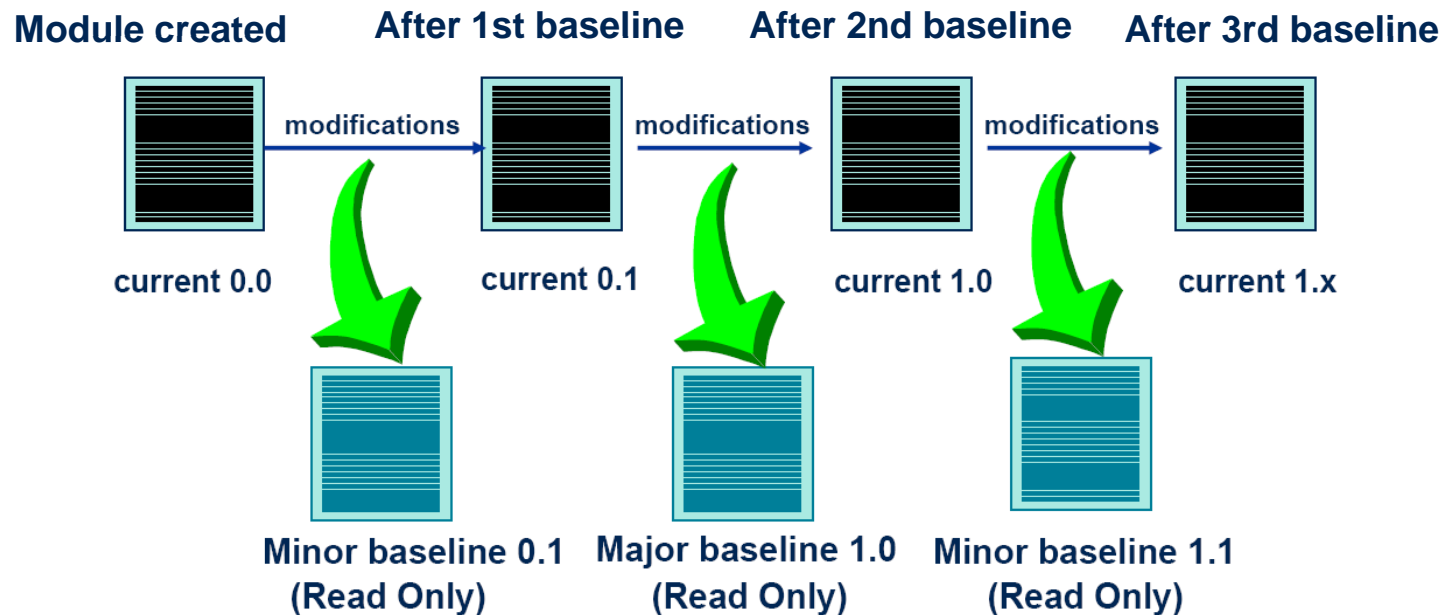 Module created
After 1st baseline
After 2nd baseline
After 3rd baseline
modifications
modifications
modifications
current 0.0
current 0.1
current 1.0
current 1.x
Minor baseline 0.1
(Read Only)
Major baseline 1.0
(Read Only)
Minor baseline 1.1
(Read Only)